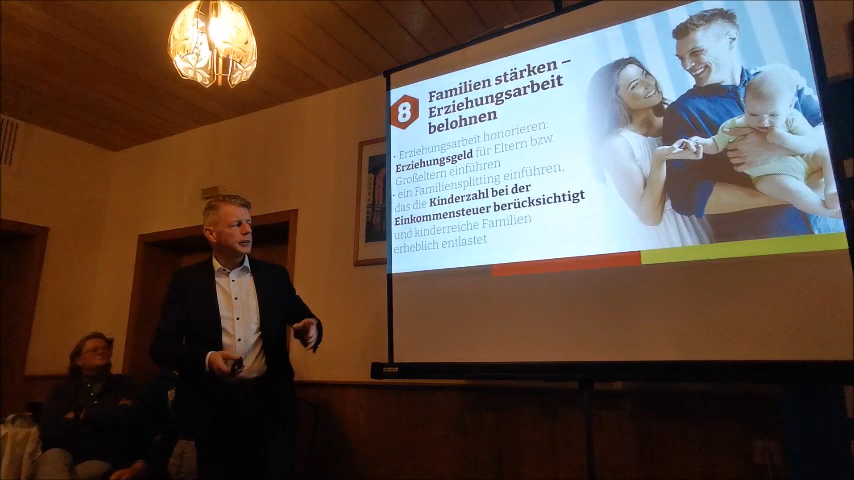 8
Familien stärken –
Erziehungsarbeit
belohnen
• Erziehungsarbeit honorieren:
Erziehungsgeld für Eltern bzw.
Großeltern einführen
• ein Familiensplitting einführen,
das die Kinderzahl bei der
Einkommensteuer berücksichtigt
und kinderreiche Familien
erheblich entlastet